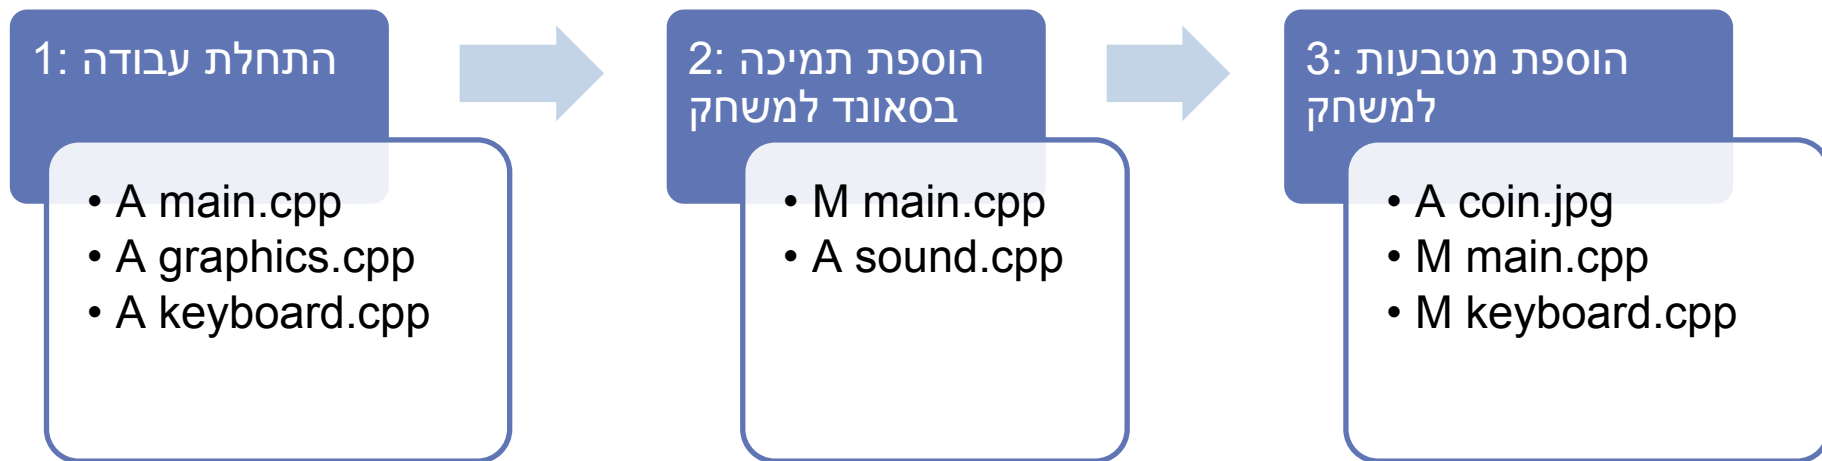 1: התחלת עבודה
• A main.cpp
• A graphics.cpp
• A keyboard.cpp
2: הוספת תמיכה
בסאונד למשחק
• M main.cpp
• A sound.cpp
3: הוספת מטבעות
למשחק
• A coin.jpg
• M main.cpp
• M keyboard.cpp